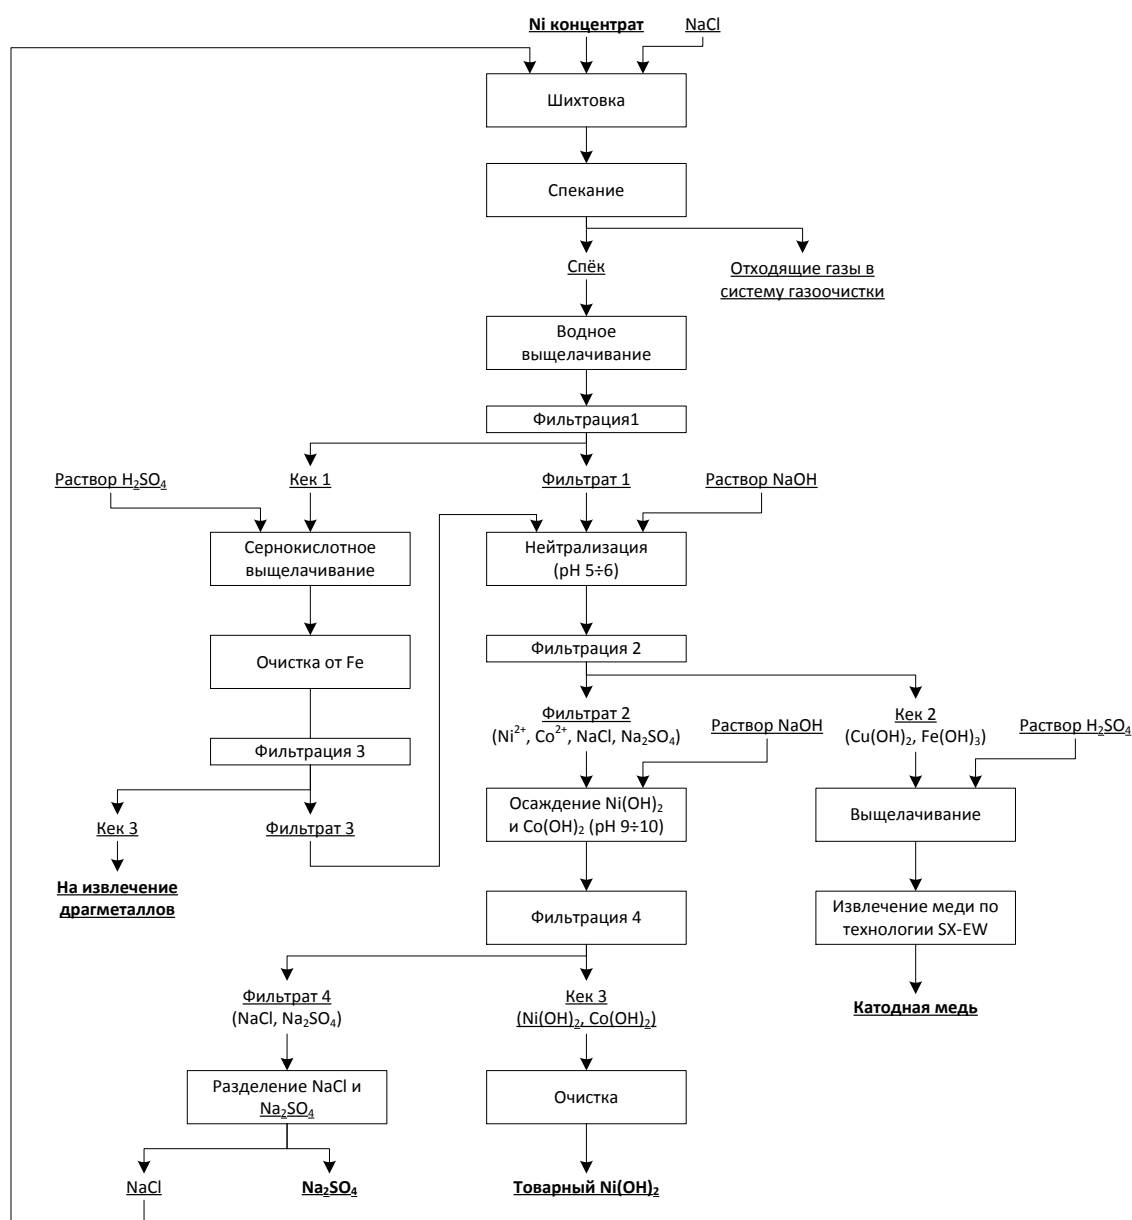 Ni концентрат
NaCl
Шихтовка
Спекание
Спёк
Отходящие газы в
систему газоочистки
Водное
выщелачивание
Фильтрация1
Раствор H₂SO₄
Кек 1
Фильтрат 1
Раствор NaOH
Сернокислотное
выщелачивание
Нейтрализация
(pH 5÷6)
Очистка от Fe
Фильтрация 2
Фильтрат 2
(Ni²⁺, Co²⁺, NaCl, Na₂SO₄)
Раствор NaOH
Кек 2
(Cu(OH)₂, Fe(OH)₃)
Раствор H₂SO₄
Фильтрация 3
Осаждение Ni(OH)₂
и Co(OH)₂ (pH 9÷10)
Выщелачивание
Кек 3
Фильтрат 3
На извлечение
драгметаллов
Фильтрация 4
Извлечение меди по
технологии SX-EW
Фильтрат 4
(NaCl, Na₂SO₄)
Кек 3
(Ni(OH)₂, Co(OH)₂)
Катодная медь
Разделение NaCl и
Na₂SO₄
Очистка
NaCl
Na₂SO₄
Товарный Ni(OH)₂